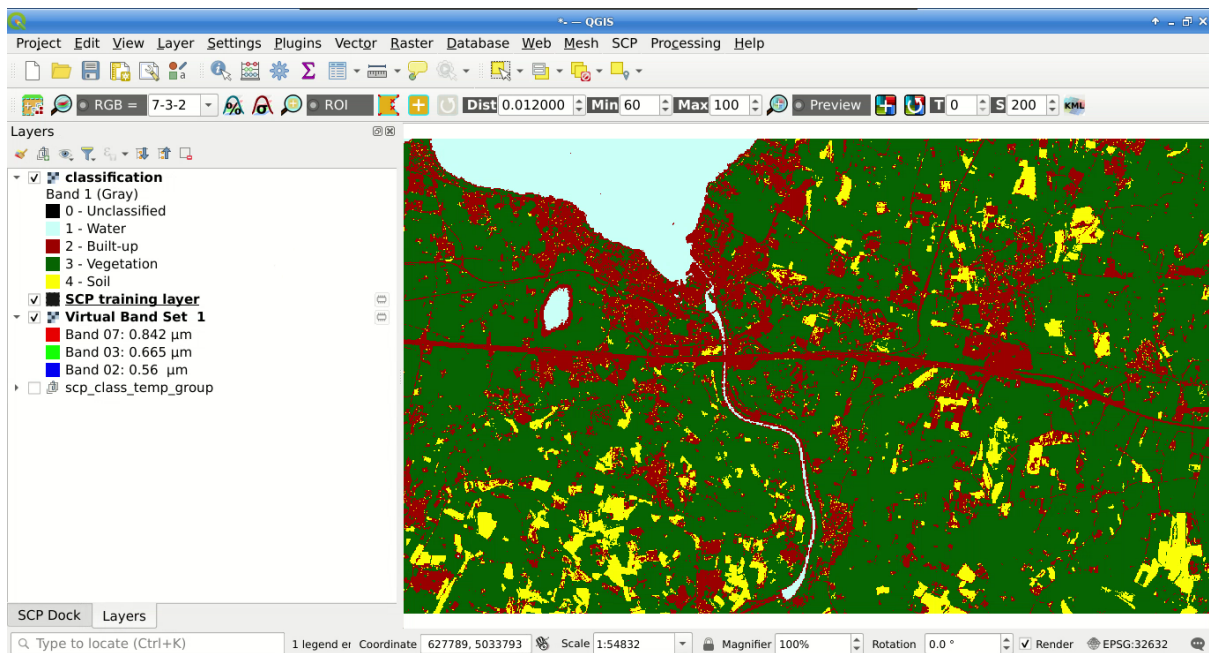 *- — QGIS
Project Edit View Layer Settings Plugins Vector Raster Database Web Mesh SCP Processing Help
RGB = 7-3-2 ROI Dist 0.012000 Min 60 Max 100 Preview T 0 S 200 KML
Layers
classification
Band 1 (Gray)
0 - Unclassified
1 - Water
2 - Built-up
3 - Vegetation
4 - Soil
SCP training layer
Virtual Band Set 1
Band 07: 0.842 µm
Band 03: 0.665 µm
Band 02: 0.56 µm
scp_class_temp_group
SCP Dock Layers
Type to locate (Ctrl+K) 1 legend er Coordinate 627789, 5033793 Scale 1:54832 Magnifier 100% Rotation 0.0 ° Render EPSG:32632